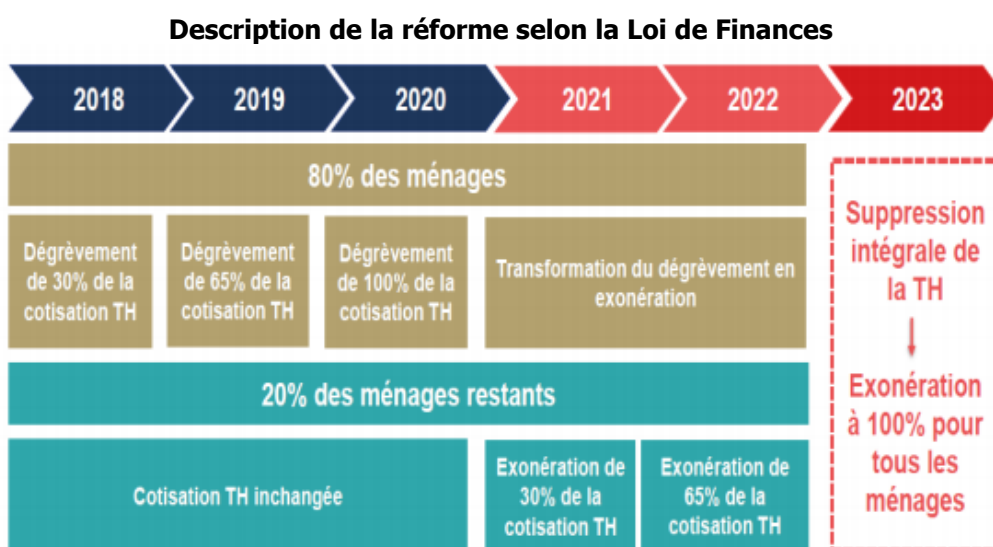 Description de la réforme selon la Loi de Finances
2018
2019
2020
2021
2022
2023
80% des ménages
Dégrèvement
de 30% de la
cotisation TH
Dégrèvement
de 65% de la
cotisation TH
Dégrèvement
de 100% de la
cotisation TH
Transformation du dégrèvement en
exonération
20% des ménages restants
Cotisation TH inchangée
Exonération de
30% de la
cotisation TH
Exonération de
65% de la
cotisation TH
Suppression
intégrale de
la TH
Exonération
à 100% pour
tous les
ménages